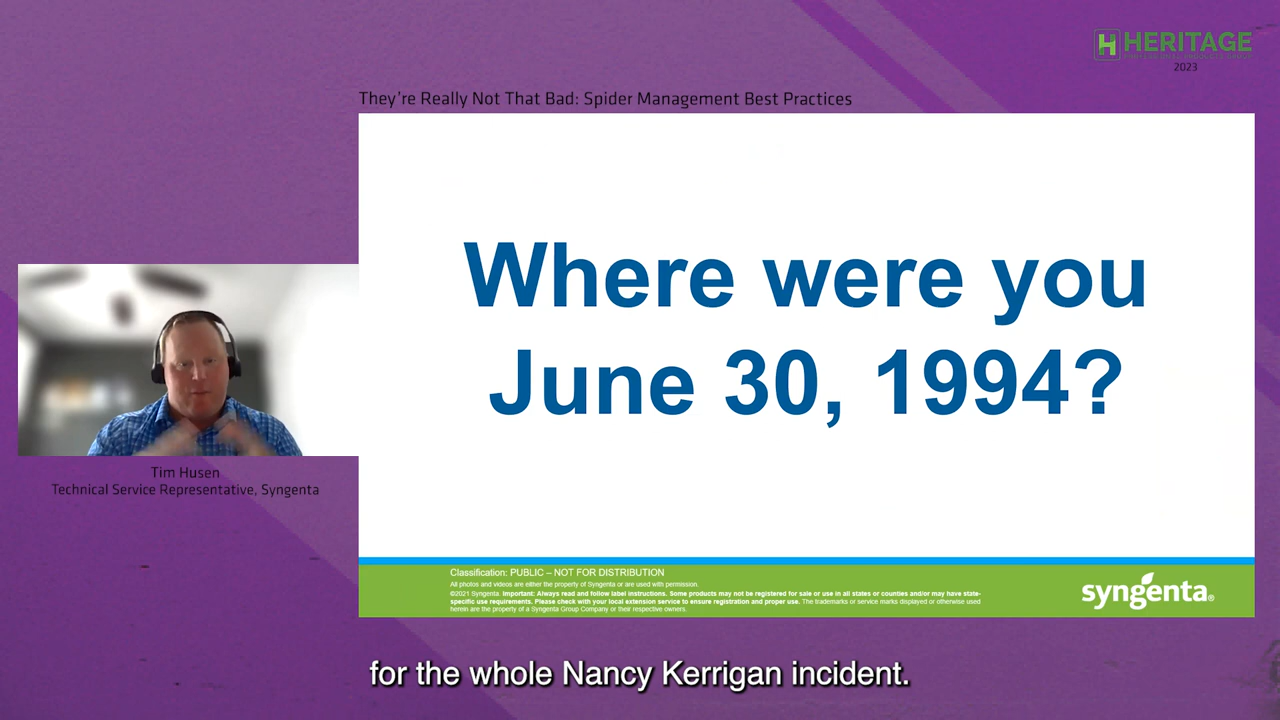 HERITAGE
2023
They're Really Not That Bad: Spider Management Best Practices
Where were you
June 30, 1994?
Tim Husen
Technical Service Representative, Syngenta
Classification: PUBLIC – NOT FOR DISTRIBUTION
All photos and videos are either the property of Syngenta or are used with permission.
©2021 Syngenta. Important: Always read and follow label instructions. Some products may not be registered for sale or use in all states or counties and/or may have state-
specific use requirements. Please check with your local extension service to ensure registration and proper use. The trademarks or service marks displayed or otherwise used
herein are the property of a Syngenta Group Company or their respective owners.
syngenta®
for the whole Nancy Kerrigan incident.